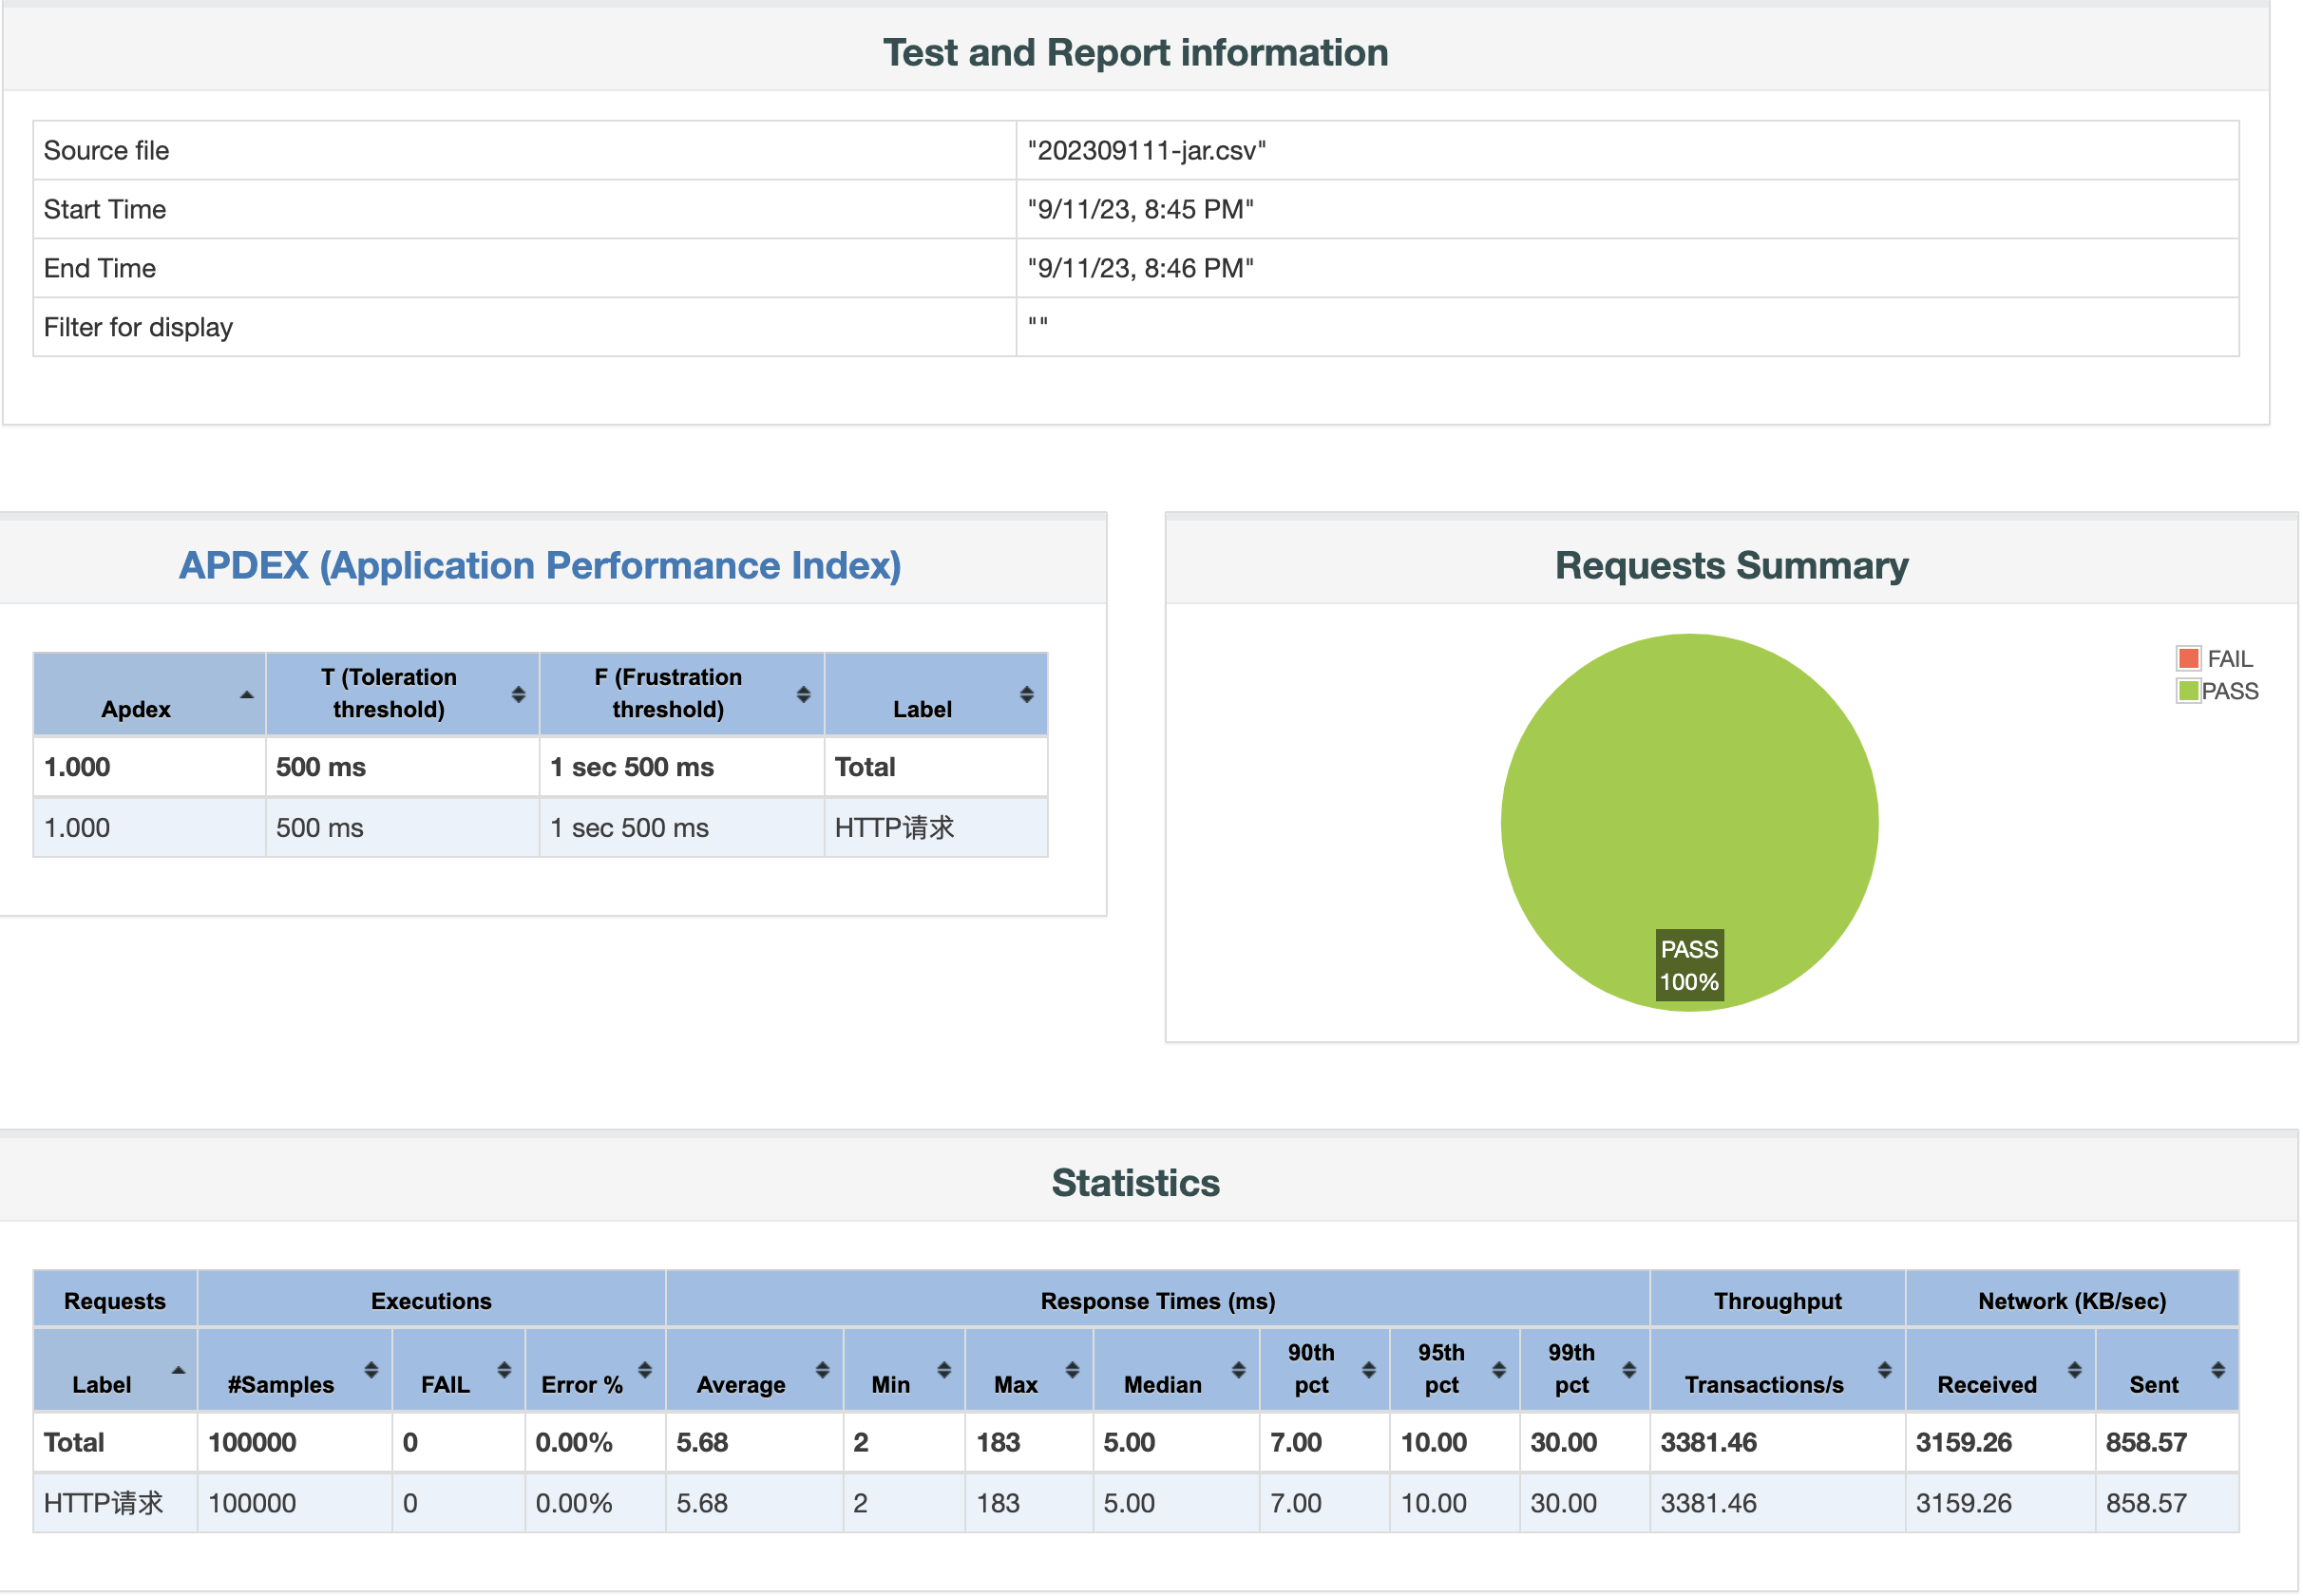 Test and Report information
Source file "202309111-jar.csv"
Start Time "9/11/23, 8:45 PM"
End Time "9/11/23, 8:46 PM"
Filter for display ""
APDEX (Application Performance Index)
Apdex T (Toleration threshold) F (Frustration threshold) Label
1.000 500 ms 1 sec 500 ms Total
1.000 500 ms 1 sec 500 ms HTTP请求
Requests Summary
FAIL
PASS
PASS
100%
Statistics
Requests Executions Response Times (ms) Throughput Network (KB/sec)
Label #Samples FAIL Error % Average Min Max Median 90th pct 95th pct 99th pct Transactions/s Received Sent
Total 100000 0 0.00% 5.68 2 183 5.00 7.00 10.00 30.00 3381.46 3159.26 858.57
HTTP请求 100000 0 0.00% 5.68 2 183 5.00 7.00 10.00 30.00 3381.46 3159.26 858.57